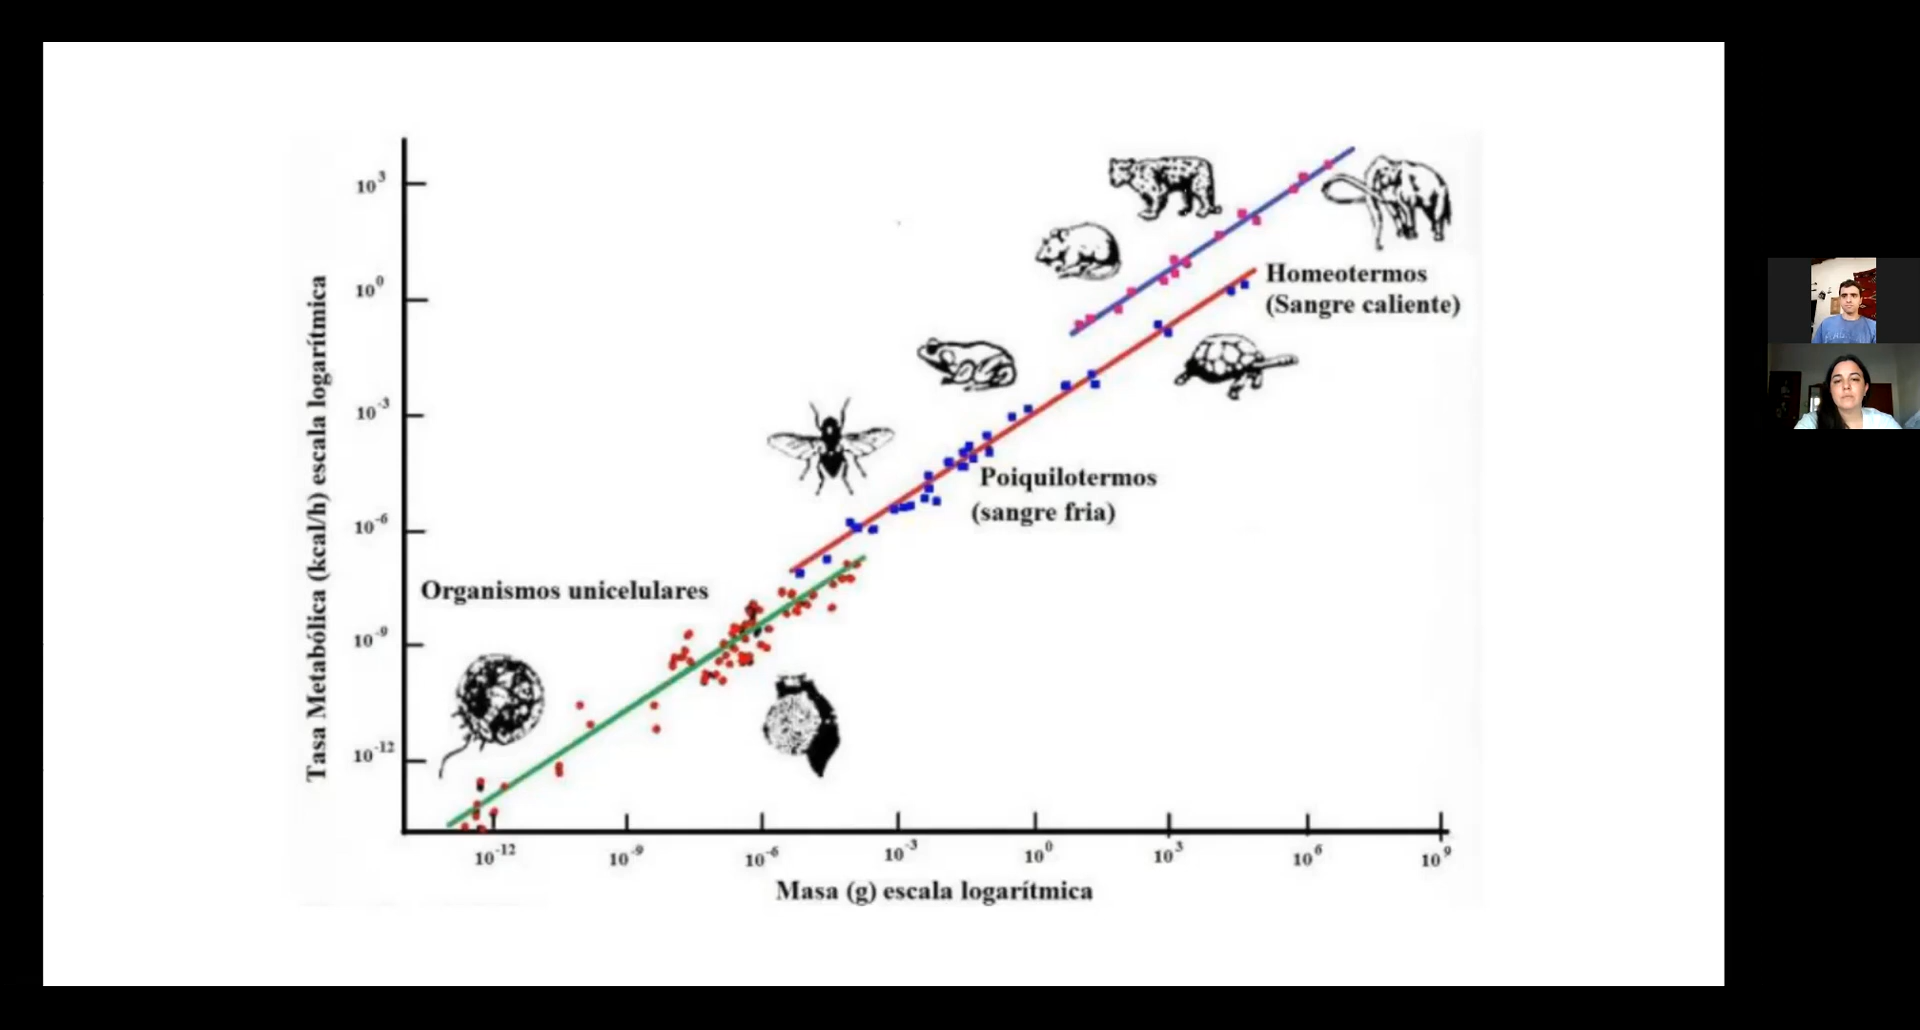 Tasa Metabólica (kcal/h) escala logarítmica
10³
10⁰
10⁻³
10⁻⁶
10⁻⁹
10⁻¹²
Homeotermos
(Sangre caliente)
Poiquilotermos
(sangre fria)
Organismos unicelulares
10⁻¹² 10⁻⁹ 10⁻⁶ 10⁻³ 10⁰ 10³ 10⁶ 10⁹
Masa (g) escala logarítmica